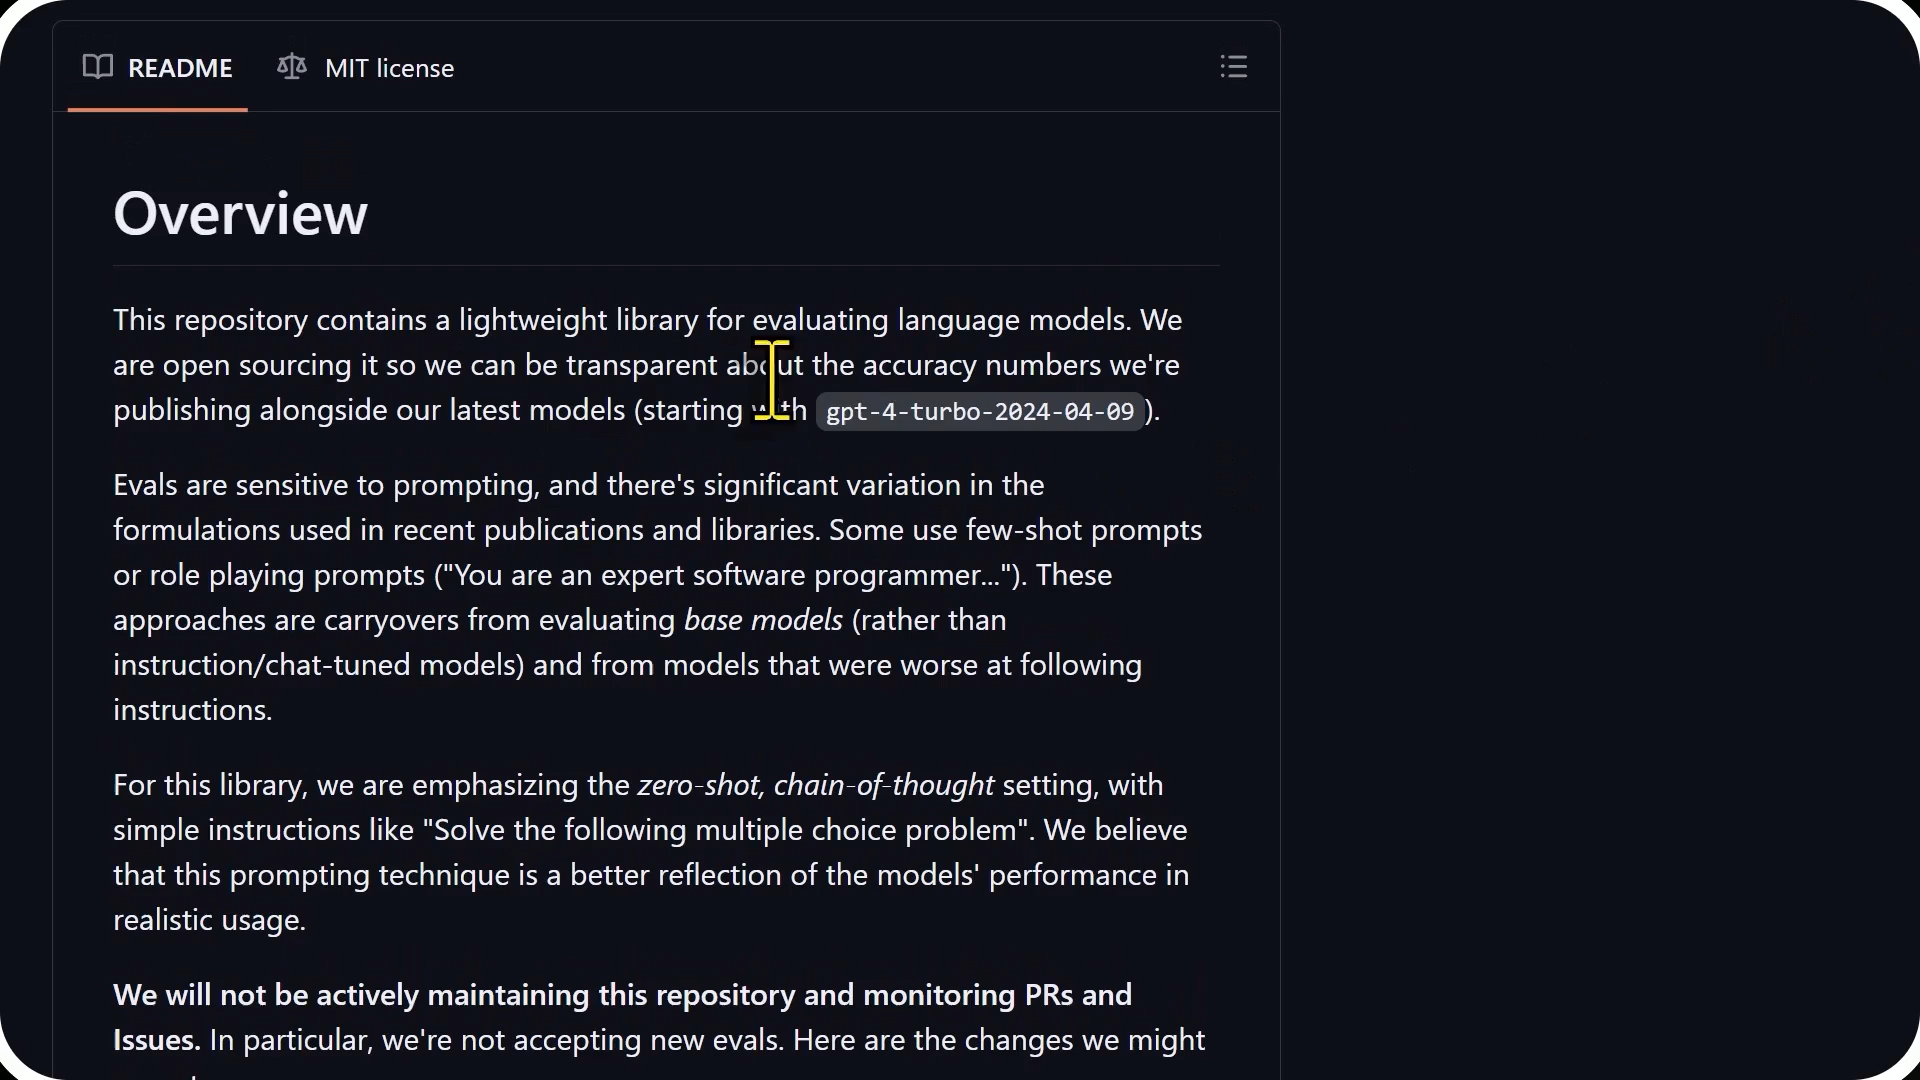 README
MIT license
Overview
This repository contains a lightweight library for evaluating language models. We
are open sourcing it so we can be transparent about the accuracy numbers we're
publishing alongside our latest models (starting with gpt-4-turbo-2024-04-09).
Evals are sensitive to prompting, and there's significant variation in the
formulations used in recent publications and libraries. Some use few-shot prompts
or role playing prompts ("You are an expert software programmer..."). These
approaches are carryovers from evaluating base models (rather than
instruction/chat-tuned models) and from models that were worse at following
instructions.
For this library, we are emphasizing the zero-shot, chain-of-thought setting, with
simple instructions like "Solve the following multiple choice problem". We believe
that this prompting technique is a better reflection of the models' performance in
realistic usage.
We will not be actively maintaining this repository and monitoring PRs and
Issues. In particular, we're not accepting new evals. Here are the changes we might